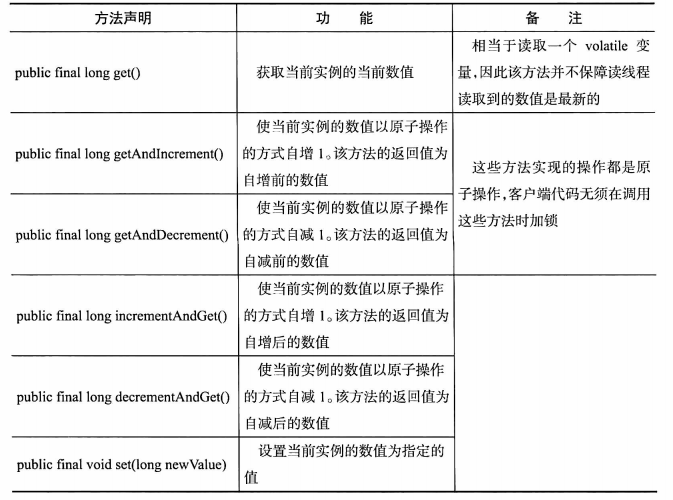 方法声明 功 能 备 注
public final long get()
获取当前实例的当前数值
相当于读取一个 volatile 变
量,因此该方法并不保障读线程
读取到的数值是最新的
public final long getAndIncrement()
使当前实例的数值以原子操作
的方式自增 1。该方法的返回值为
自增前的数值
这些方法实现的操作都是原
子操作,客户端代码无须在调用
这些方法时加锁
public final long getAndDecrement()
使当前实例的数值以原子操作
的方式自减 1。该方法的返回值为
自减前的数值
public final long incrementAndGet()
使当前实例的数值以原子操作
的方式自增 1。该方法的返回值为
自增后的数值
public final long decrementAndGet()
使当前实例的数值以原子操作
的方式自减 1。该方法的返回值为
自减后的数值
public final void set(long newValue)
设置当前实例的数值为指定的
值